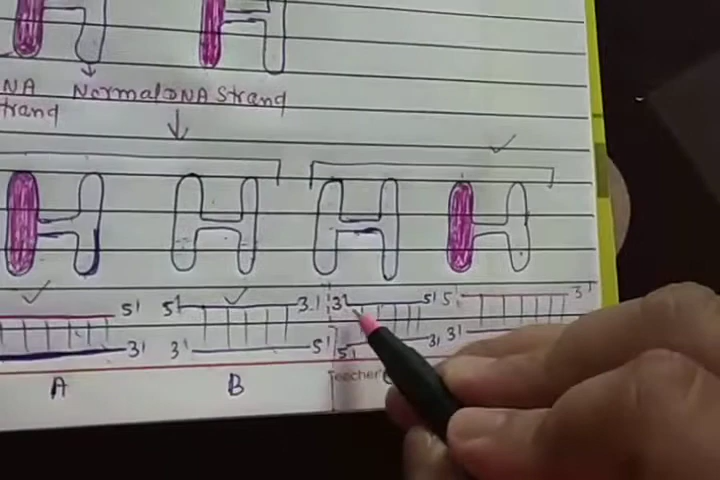 NA Normal DNA Strand
trand
5' 5' 3' 3' 5' 5' 3'
3' 3' 5' 5' 3' 3'
A B Teacher